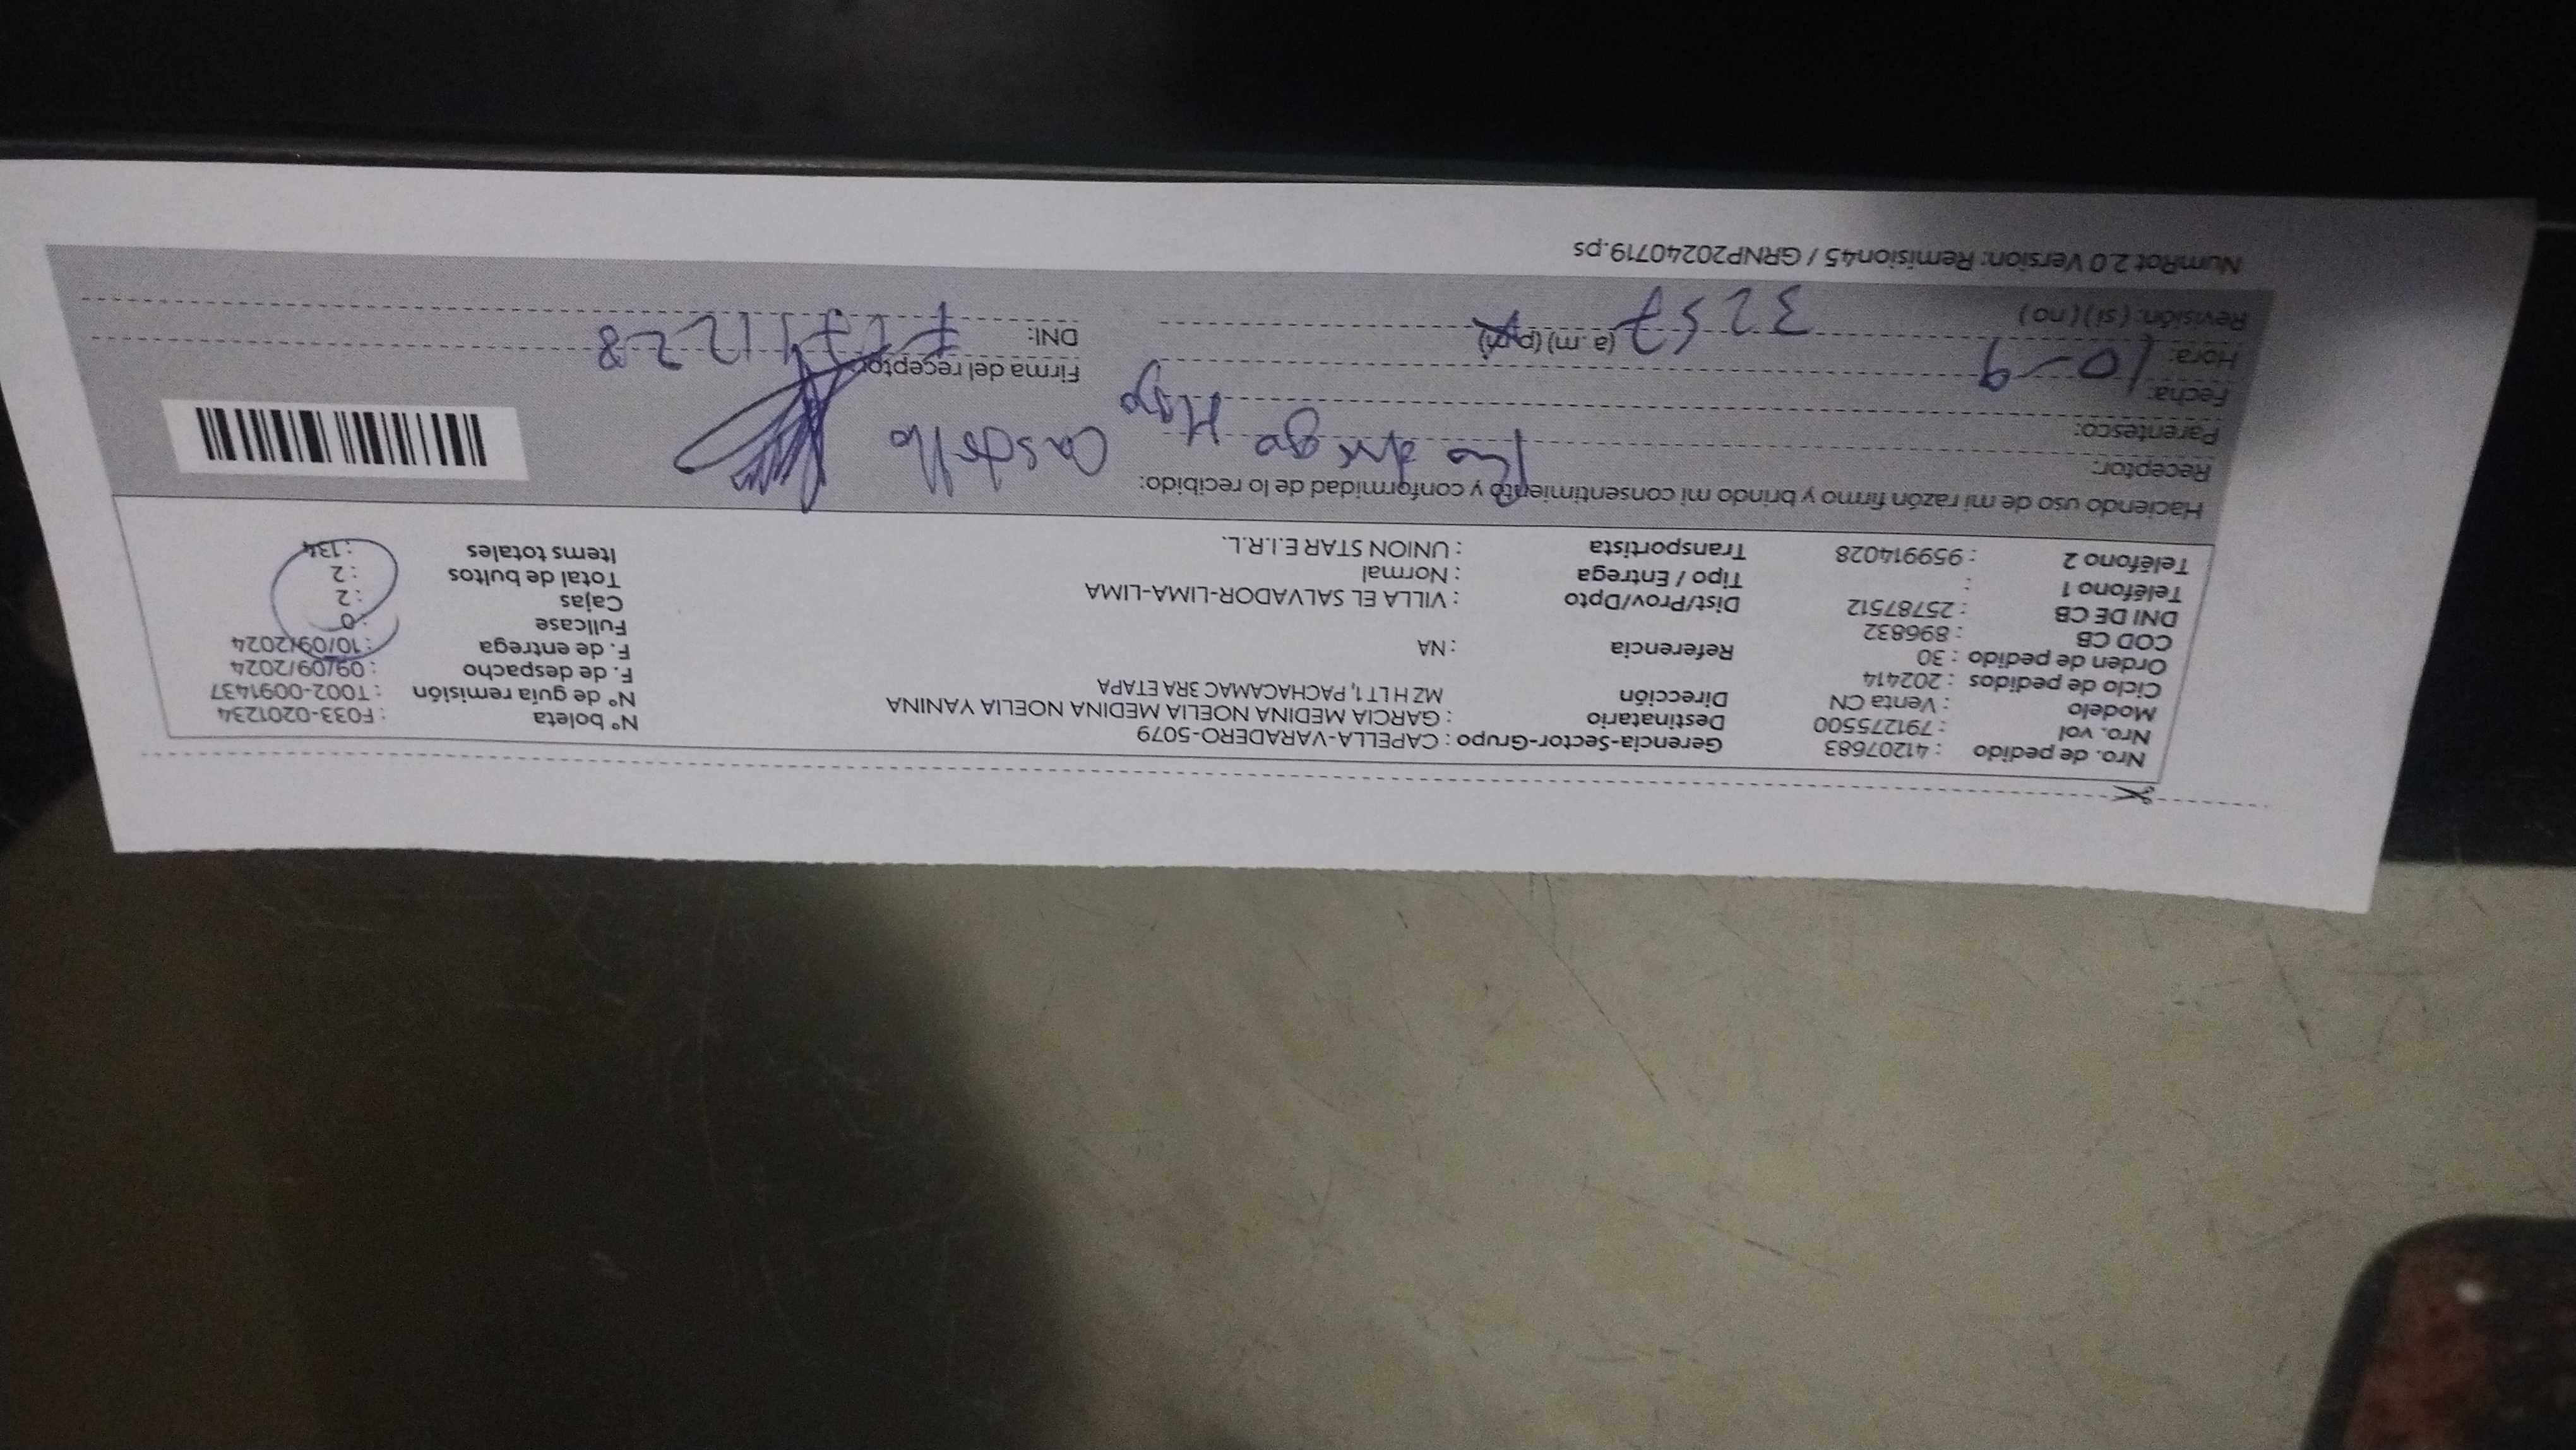 Nro. de pedido : 41207683 Gerencia-Sector-Grupo : CAPELLA-VARADERO-5079 N° boleta : F033-0201234
Nro. vol : 791275500 Destinatario : GARCIA MEDINA NOELIA MEDINA NOELIA YANINA N° de guía remisión : T002-0091437
Modelo : Venta CN Dirección MZ H LT 1, PACHACAMAC 3RA ETAPA F. de despacho : 09/09/2024
Ciclo de pedidos : 202414 F. de entrega : 10/09/2024
Orden de pedido : 30 Referencia : NA Fullcase : 0
COD CB : 896832 Cajas : 2
DNI DE CB : 25787512 Dist/Prov/Dpto : VILLA EL SALVADOR-LIMA-LIMA Total de bultos : 2
Teléfono 1 : Tipo / Entrega : Normal Items totales : 134
Teléfono 2 : 959914028 Transportista : UNION STAR E.I.R.L.
Haciendo uso de mi razón firmo y brindo mi consentimiento y conformidad de lo recibido:
Receptor:
Parentesco:
Fecha: 10-9 Firma del receptor
Hora: (a.m) DNI:
Revisión: (si) (no)
NumRot 2.0 Version: Remision45 / GRNP20240719.ps